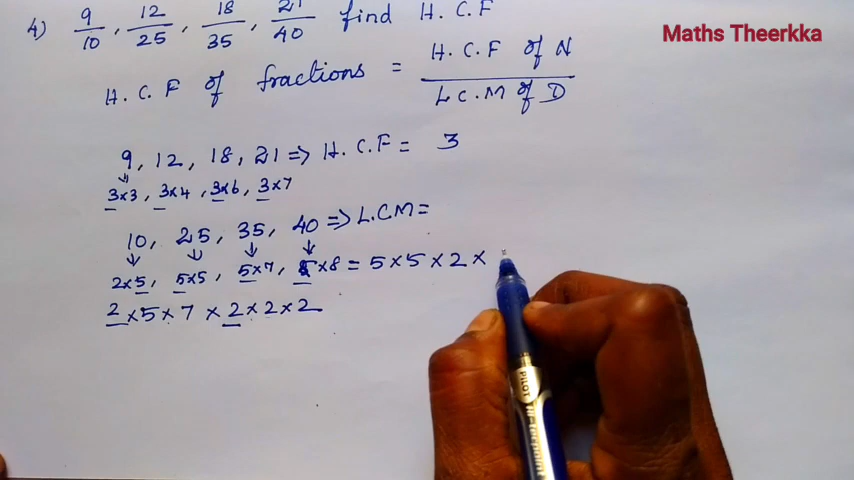 4) 9/10, 12/25, 18/35, 21/40 find H.C.F
Maths Theerkka
H.C.F of fractions = H.C.F of N / L.C.M of D
9, 12, 18, 21 ⇒ H.C.F = 3
3×3, 3×4, 3×6, 3×7
10, 25, 35, 40 ⇒ L.C.M =
2×5, 5×5, 5×7, 5×8 = 5×5×2×
2×5×7×2×2×2
PILOT